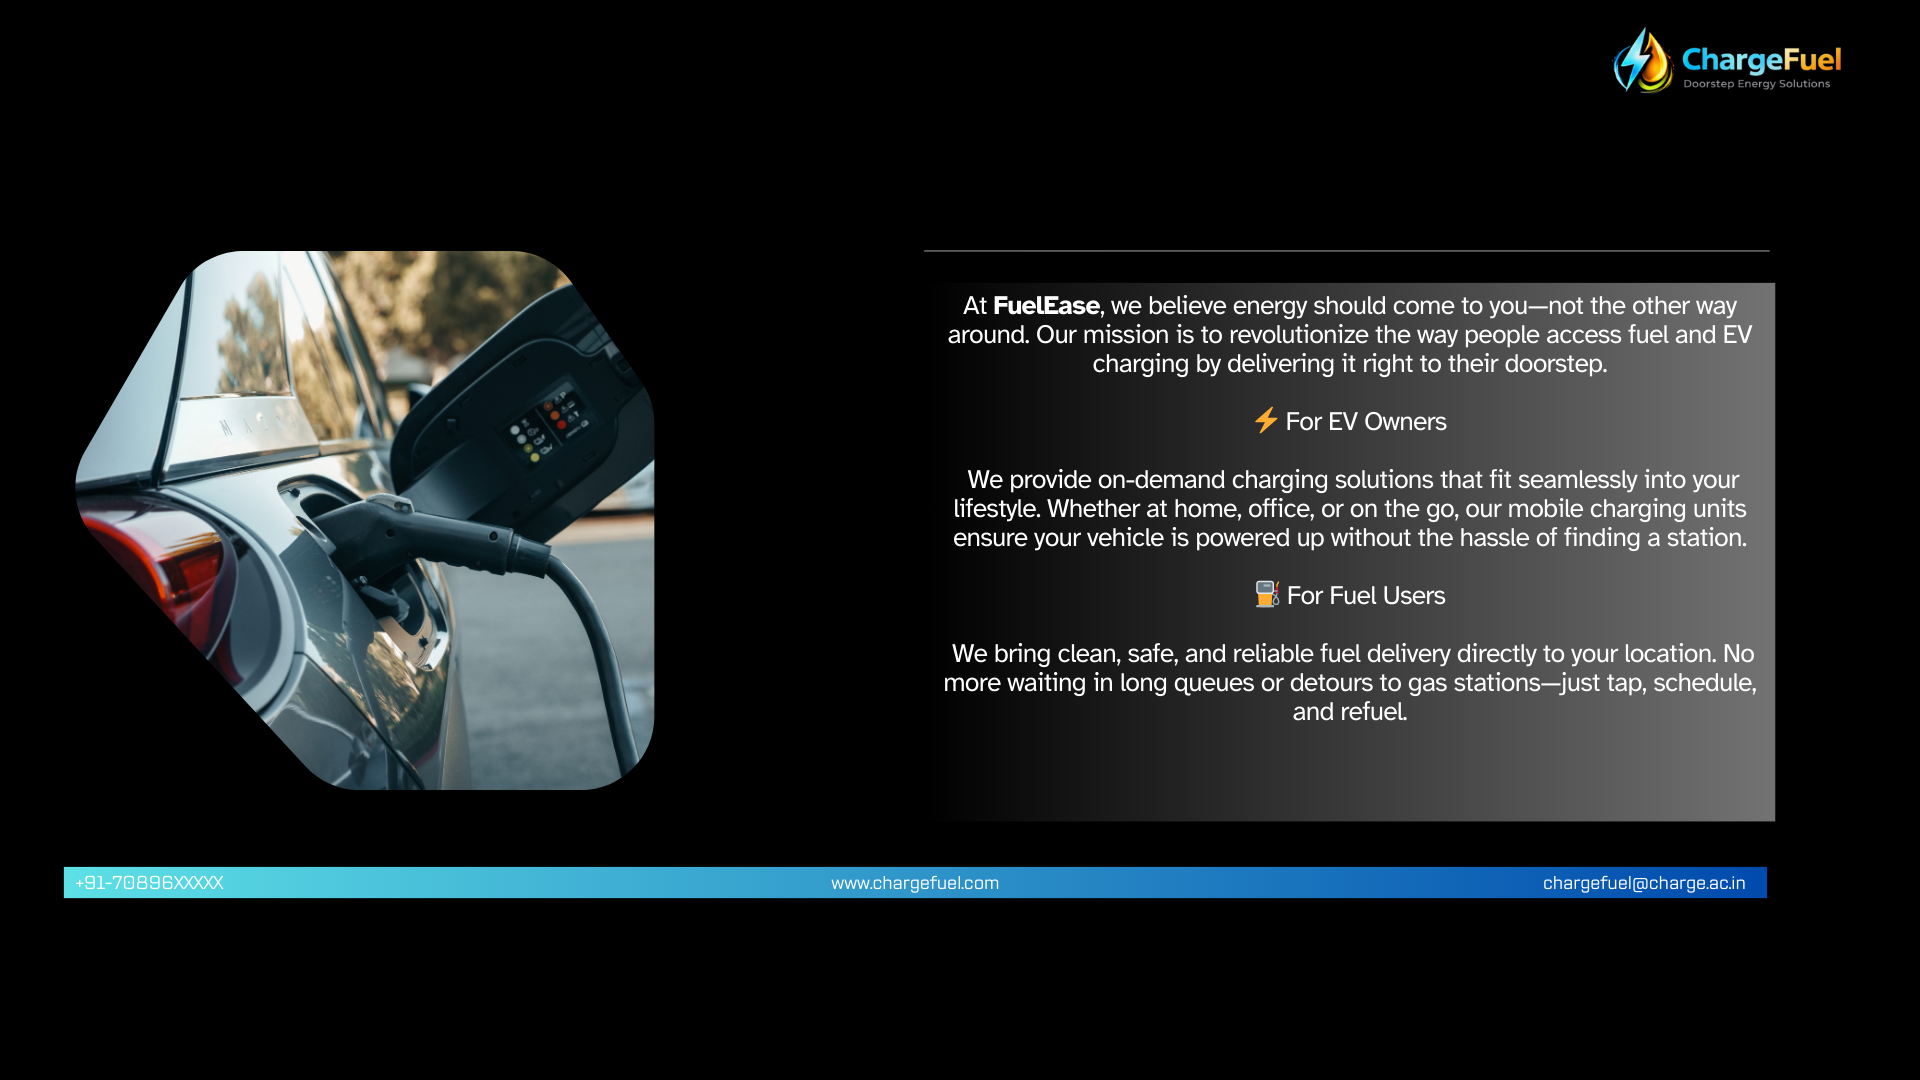 ChargeFuel
Doorstep Energy Solutions
At FuelEase, we believe energy should come to you—not the other way
around. Our mission is to revolutionize the way people access fuel and EV
charging by delivering it right to their doorstep.
⚡ For EV Owners
We provide on-demand charging solutions that fit seamlessly into your
lifestyle. Whether at home, office, or on the go, our mobile charging units
ensure your vehicle is powered up without the hassle of finding a station.
⛽ For Fuel Users
We bring clean, safe, and reliable fuel delivery directly to your location. No
more waiting in long queues or detours to gas stations—just tap, schedule,
and refuel.
+91-70896XXXXX
www.chargefuel.com
chargefuel@charge.ac.in